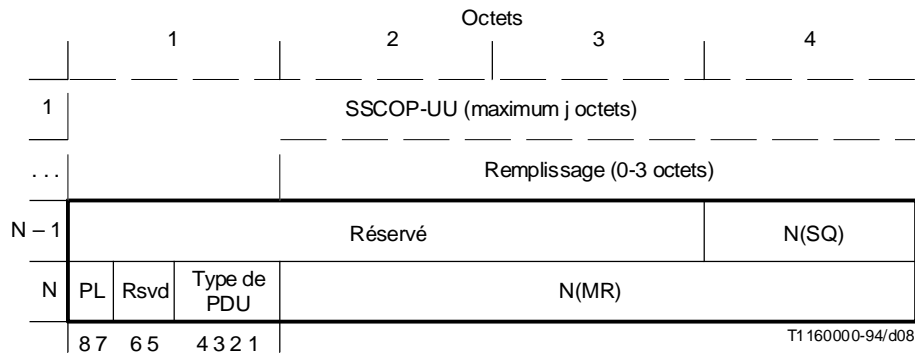 Octets
1 2 3 4
1 SSCOP-UU (maximum j octets)
... Remplissage (0-3 octets)
N – 1 Réservé N(SQ)
N PL Rsvd Type de PDU N(MR)
8 7 6 5 4 3 2 1
T1160000-94/d08